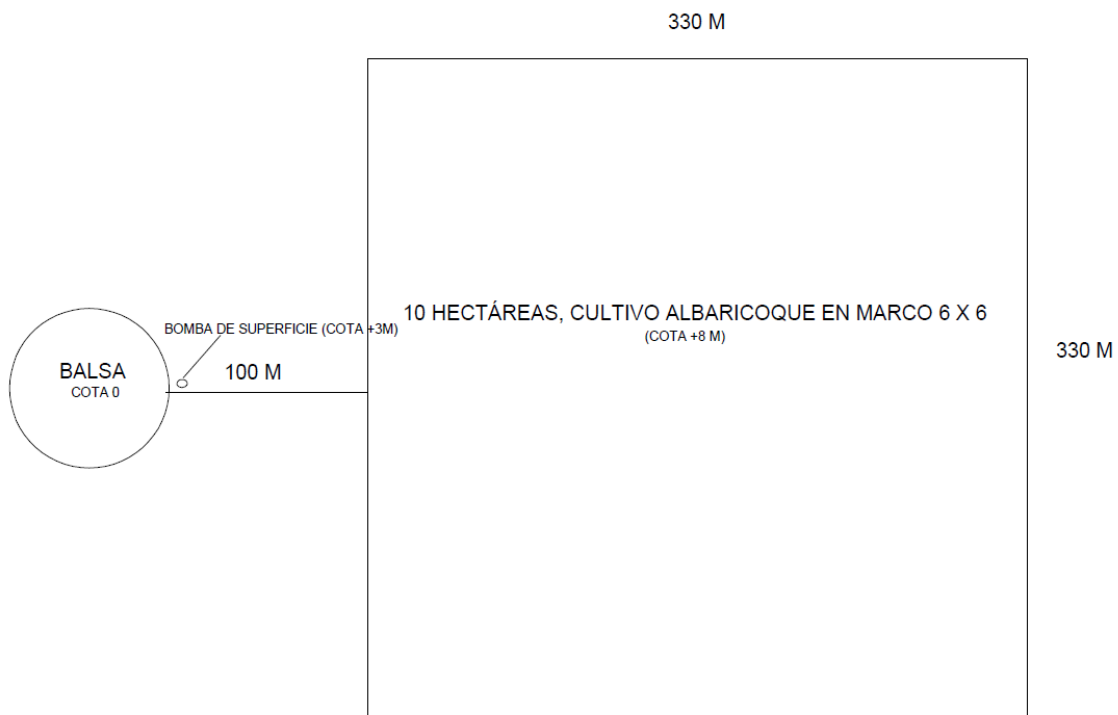 330 M
10 HECTÁREAS, CULTIVO ALBARICOQUE EN MARCO 6 X 6
(COTA +8 M)
BOMBA DE SUPERFICIE (COTA +3M)
330 M
BALSA
COTA 0
100 M